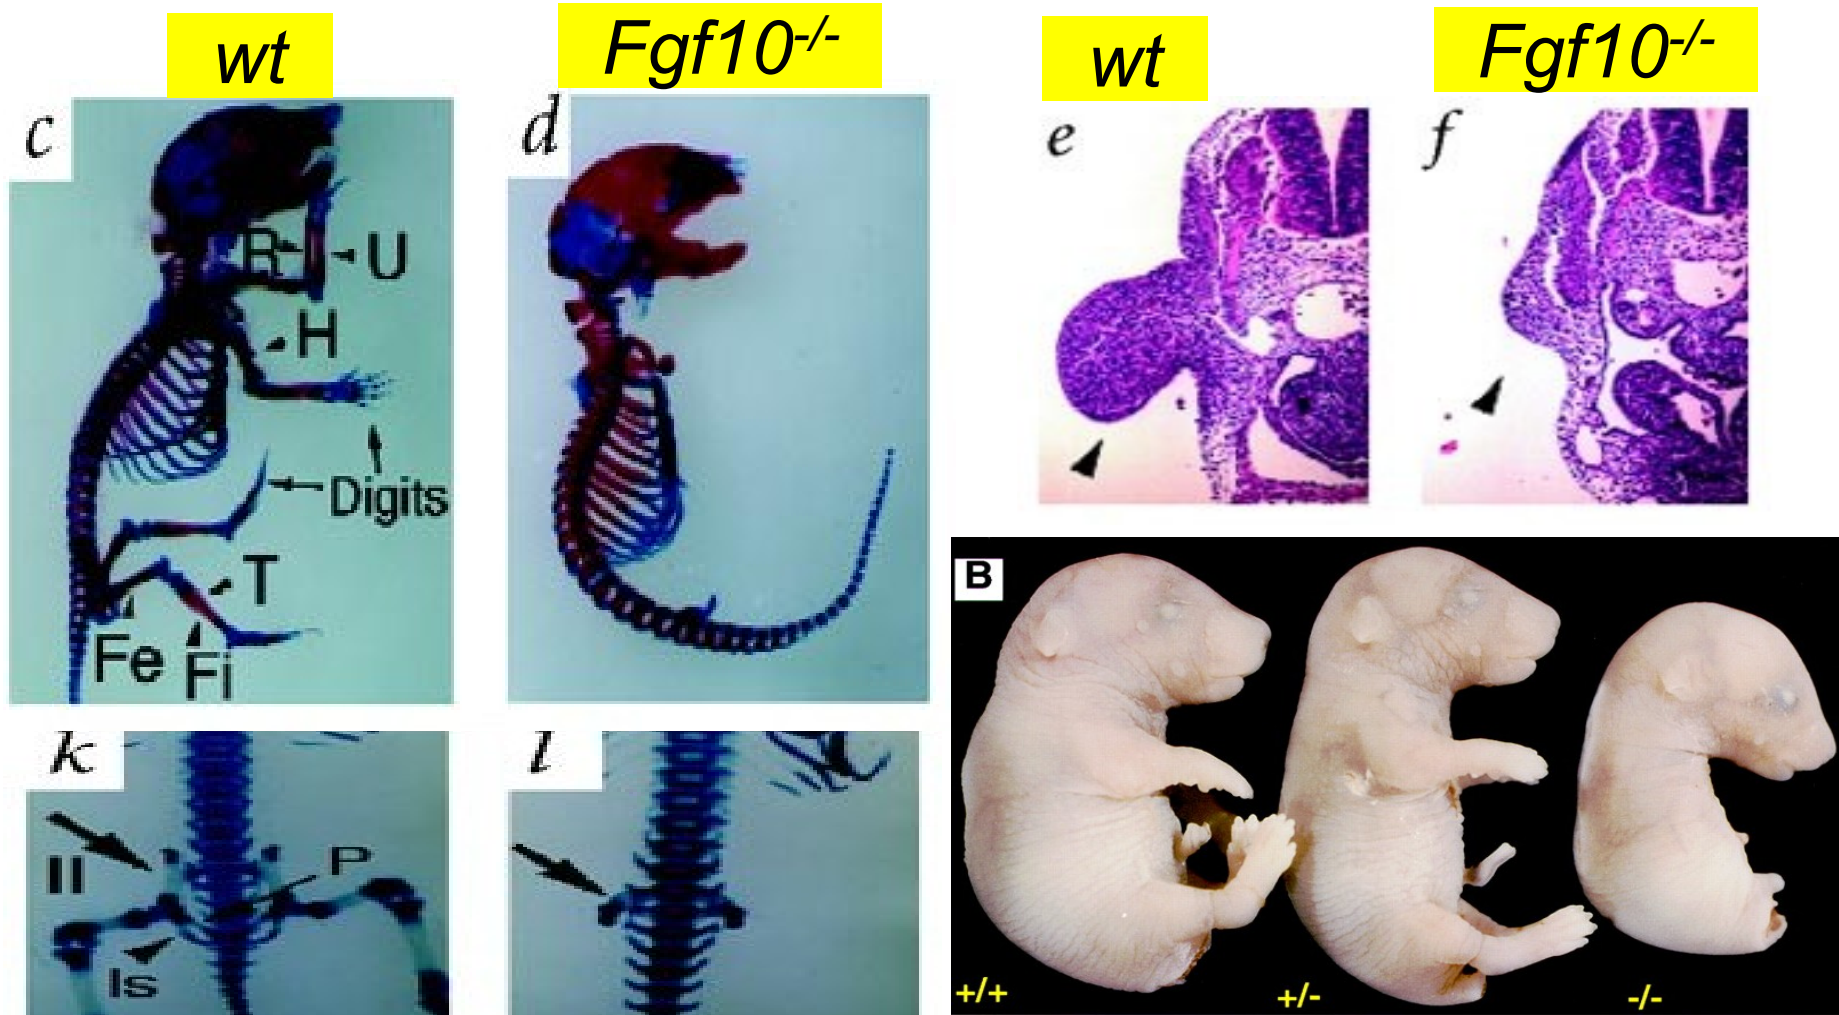 wt
Fgf10-/-
wt
Fgf10-/-
c
d
e
f
R
U
H
Digits
T
Fe
Fi
k
l
Il
P
Is
B
+/+
+/-
-/-